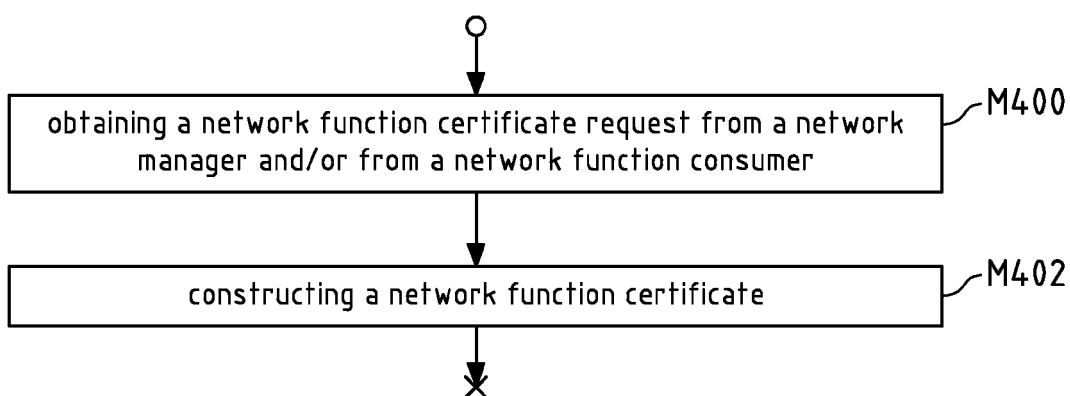 obtaining a network function certificate request from a network
manager and/or from a network function consumer
M400
constructing a network function certificate
M402